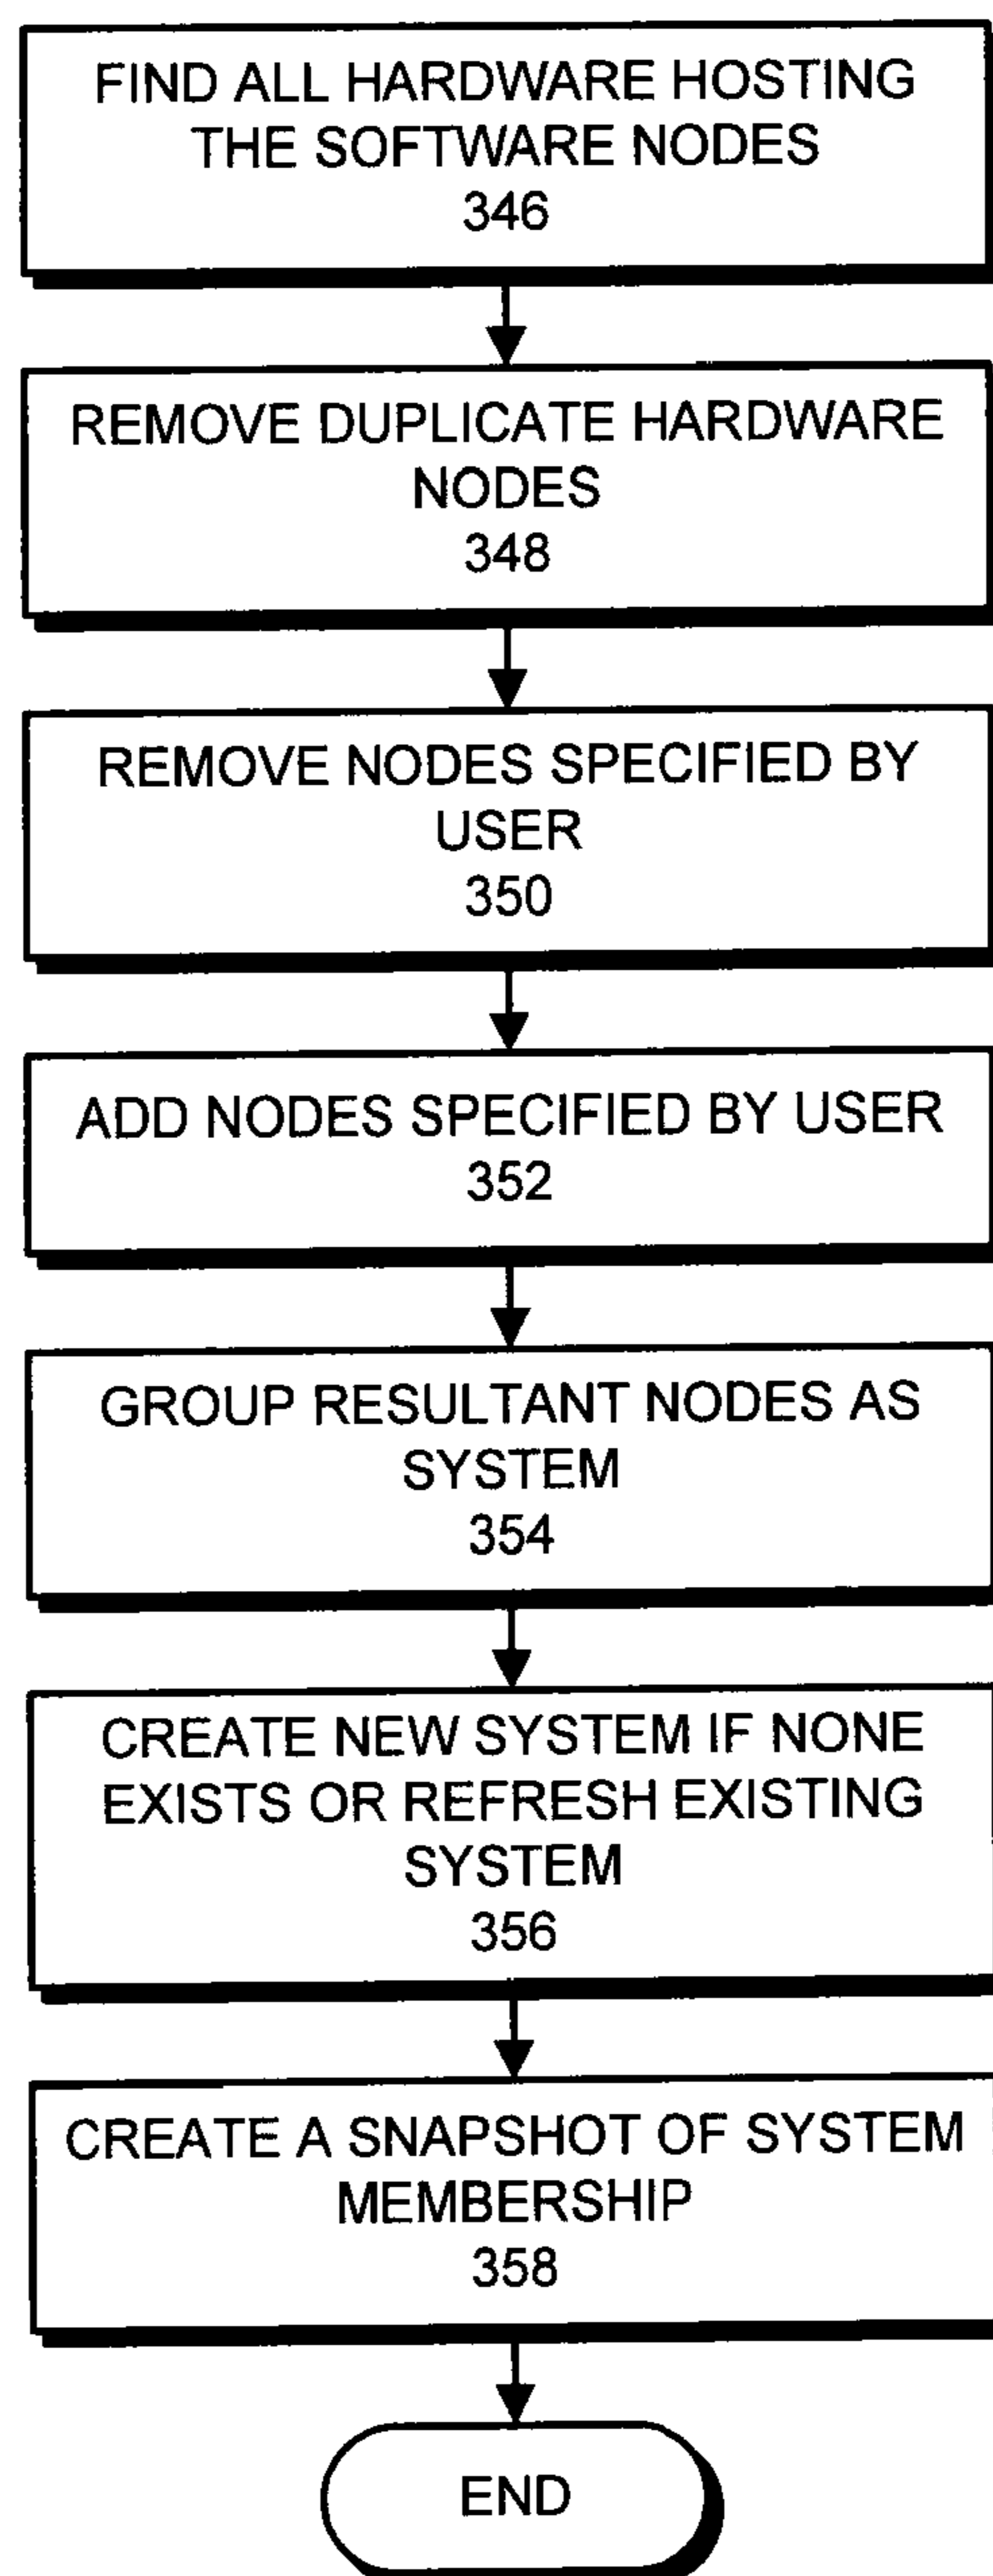 FIND ALL HARDWARE HOSTING
THE SOFTWARE NODES
346
REMOVE DUPLICATE HARDWARE
NODES
348
REMOVE NODES SPECIFIED BY
USER
350
ADD NODES SPECIFIED BY USER
352
GROUP RESULTANT NODES AS
SYSTEM
354
CREATE NEW SYSTEM IF NONE
EXISTS OR REFRESH EXISTING
SYSTEM
356
CREATE A SNAPSHOT OF SYSTEM
MEMBERSHIP
358
END